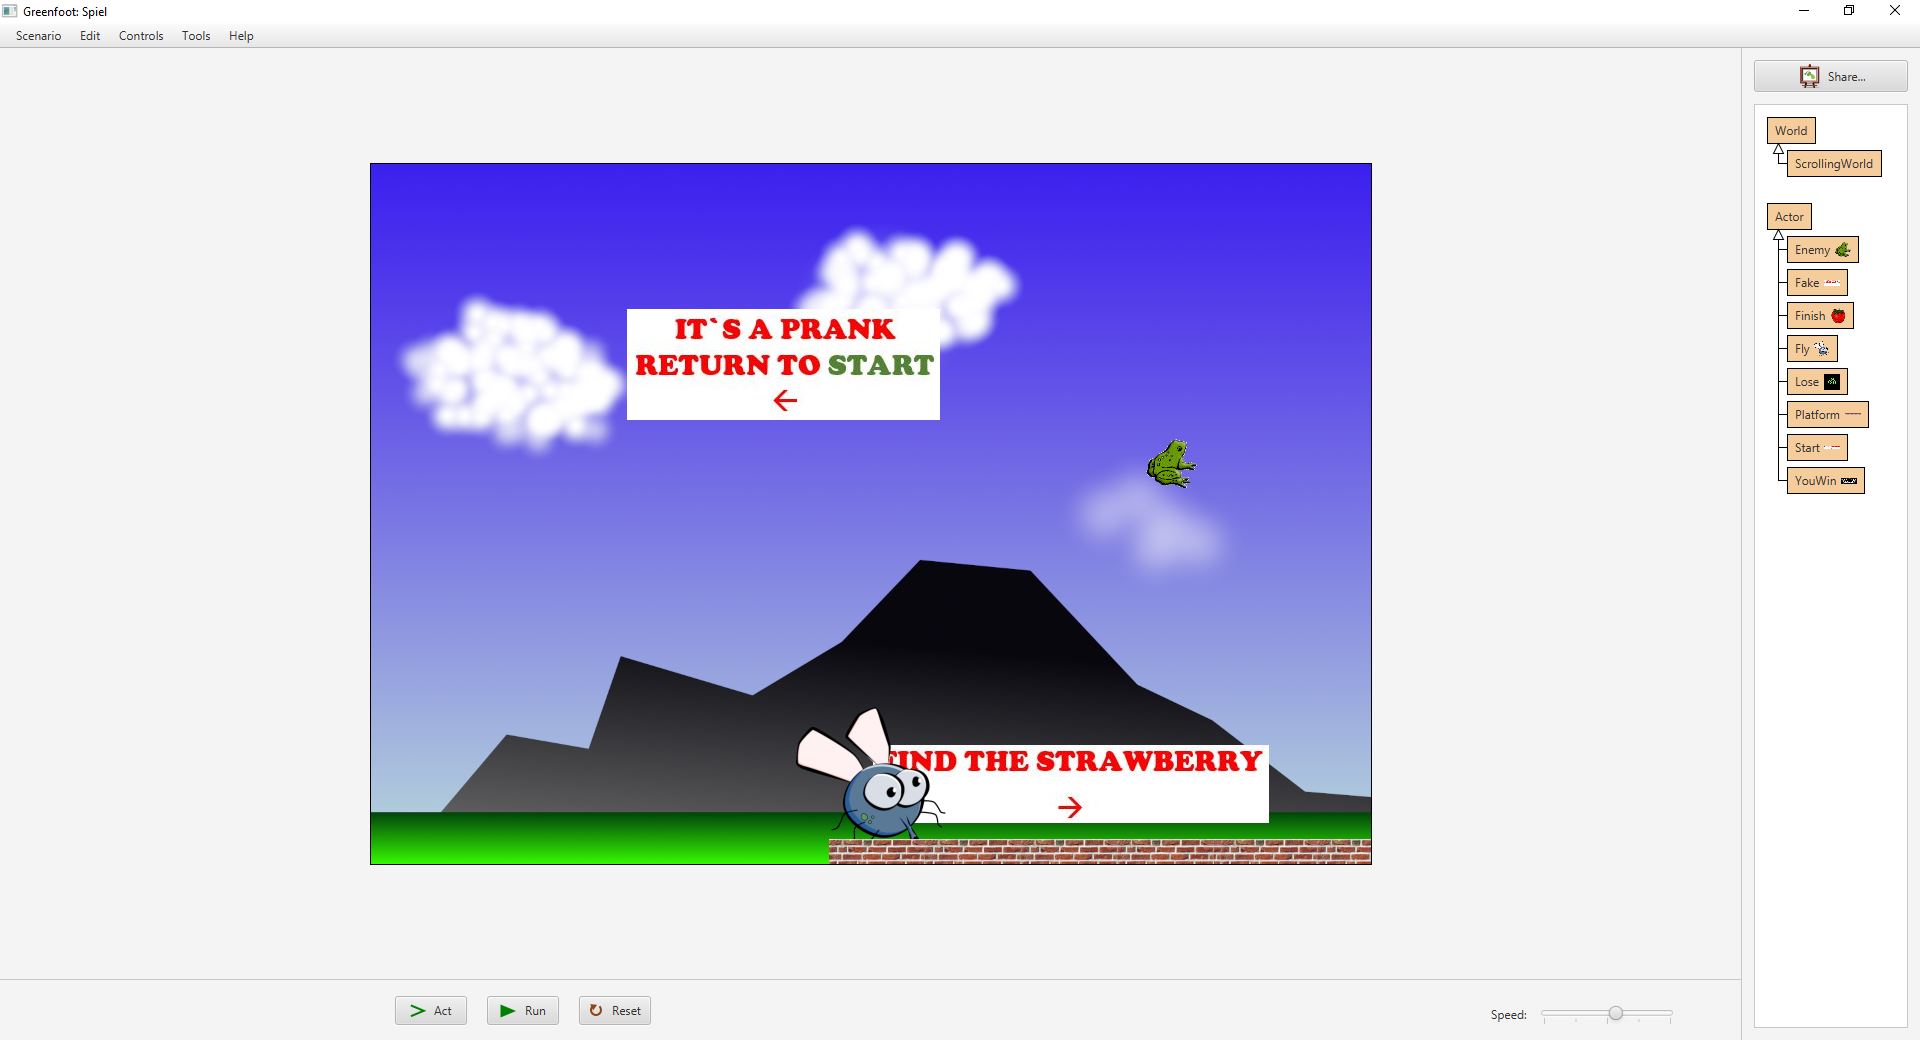 Greenfoot: Spiel
Scenario Edit Controls Tools Help
Share...
World
ScrollingWorld
Actor
Enemy
Fake
Finish
Fly
Lose
Platform
Start
YouWin
IT`S A PRANK
RETURN TO START
←
FIND THE STRAWBERRY
→
Act Run Reset
Speed: